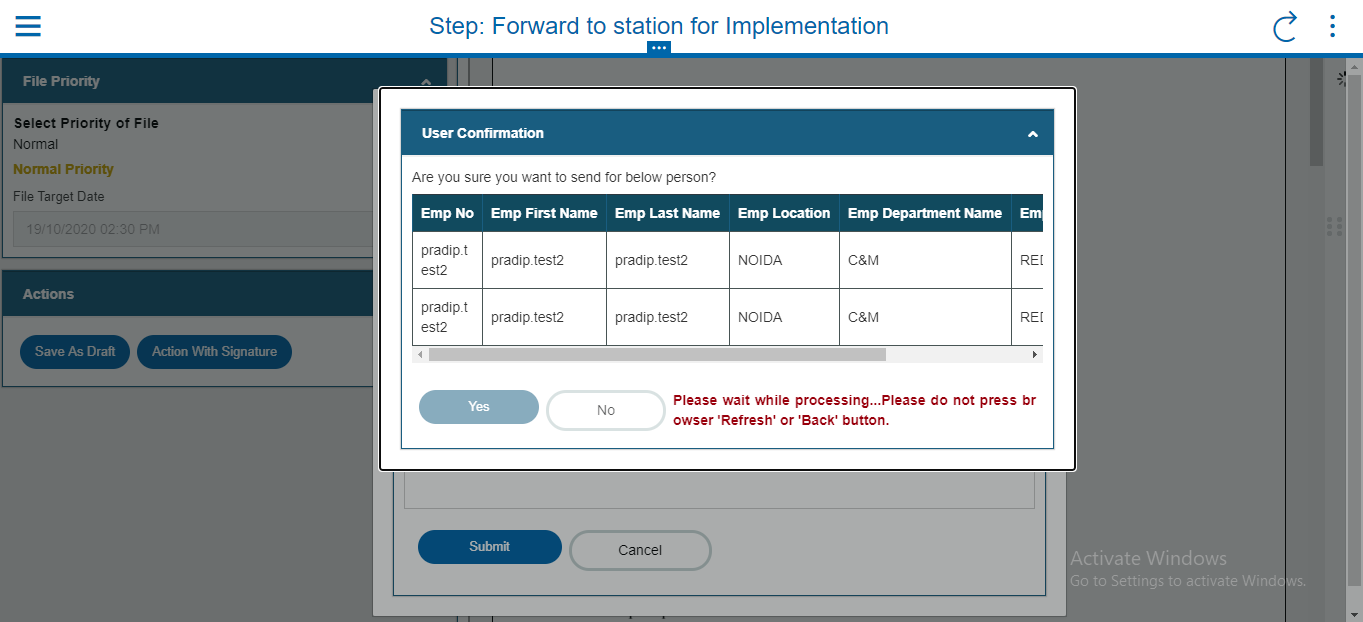 Step: Forward to station for Implementation
File Priority
Select Priority of File
Normal
Normal Priority
File Target Date
19/10/2020 02:30 PM
Actions
Save As Draft
Action With Signature
User Confirmation
Are you sure you want to send for below person?
Emp No Emp First Name Emp Last Name Emp Location Emp Department Name Emp
pradip.t
est2
pradip.test2 pradip.test2 NOIDA C&M RED
pradip.t
est2
pradip.test2 pradip.test2 NOIDA C&M RED
Yes
No
Please wait while processing...Please do not press br
owser 'Refresh' or 'Back' button.
Submit
Cancel
Activate Windows
Go to Settings to activate Windows.